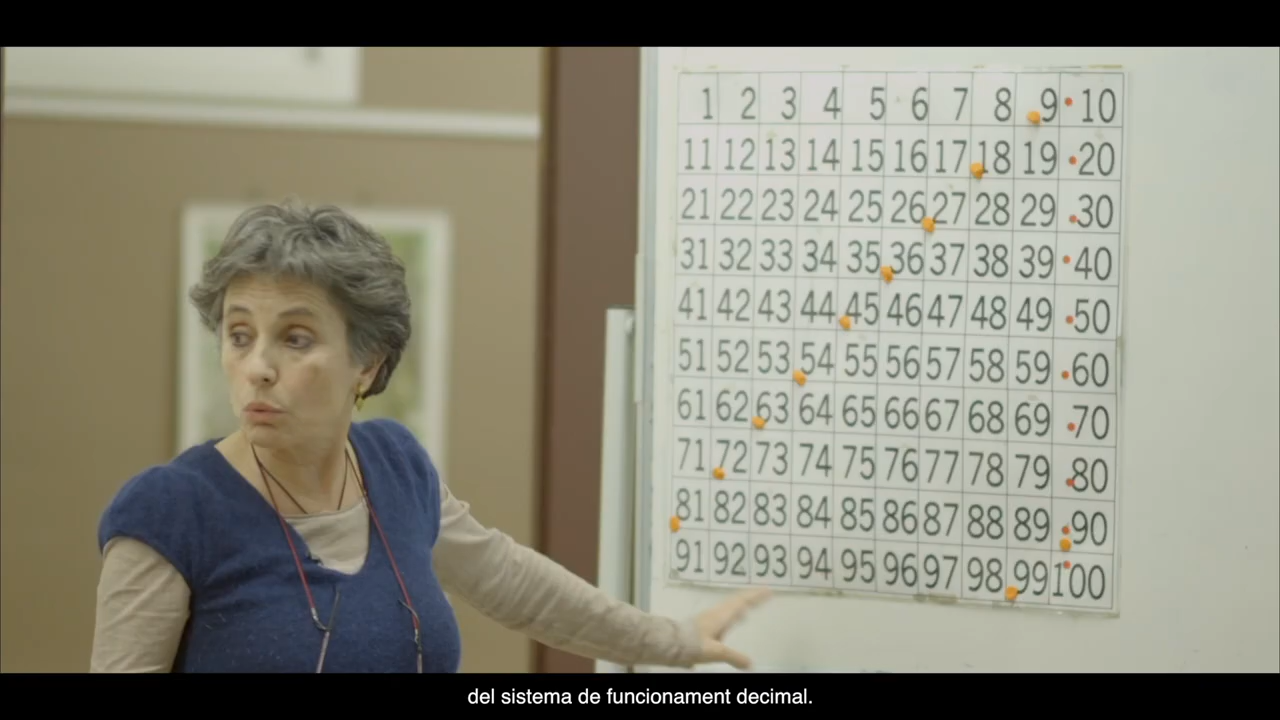 1 2 3 4 5 6 7 8 9 10
11 12 13 14 15 16 17 18 19 20
21 22 23 24 25 26 27 28 29 30
31 32 33 34 35 36 37 38 39 40
41 42 43 44 45 46 47 48 49 50
51 52 53 54 55 56 57 58 59 60
61 62 63 64 65 66 67 68 69 70
71 72 73 74 75 76 77 78 79 80
81 82 83 84 85 86 87 88 89 90
91 92 93 94 95 96 97 98 99 100
del sistema de funcionament decimal.